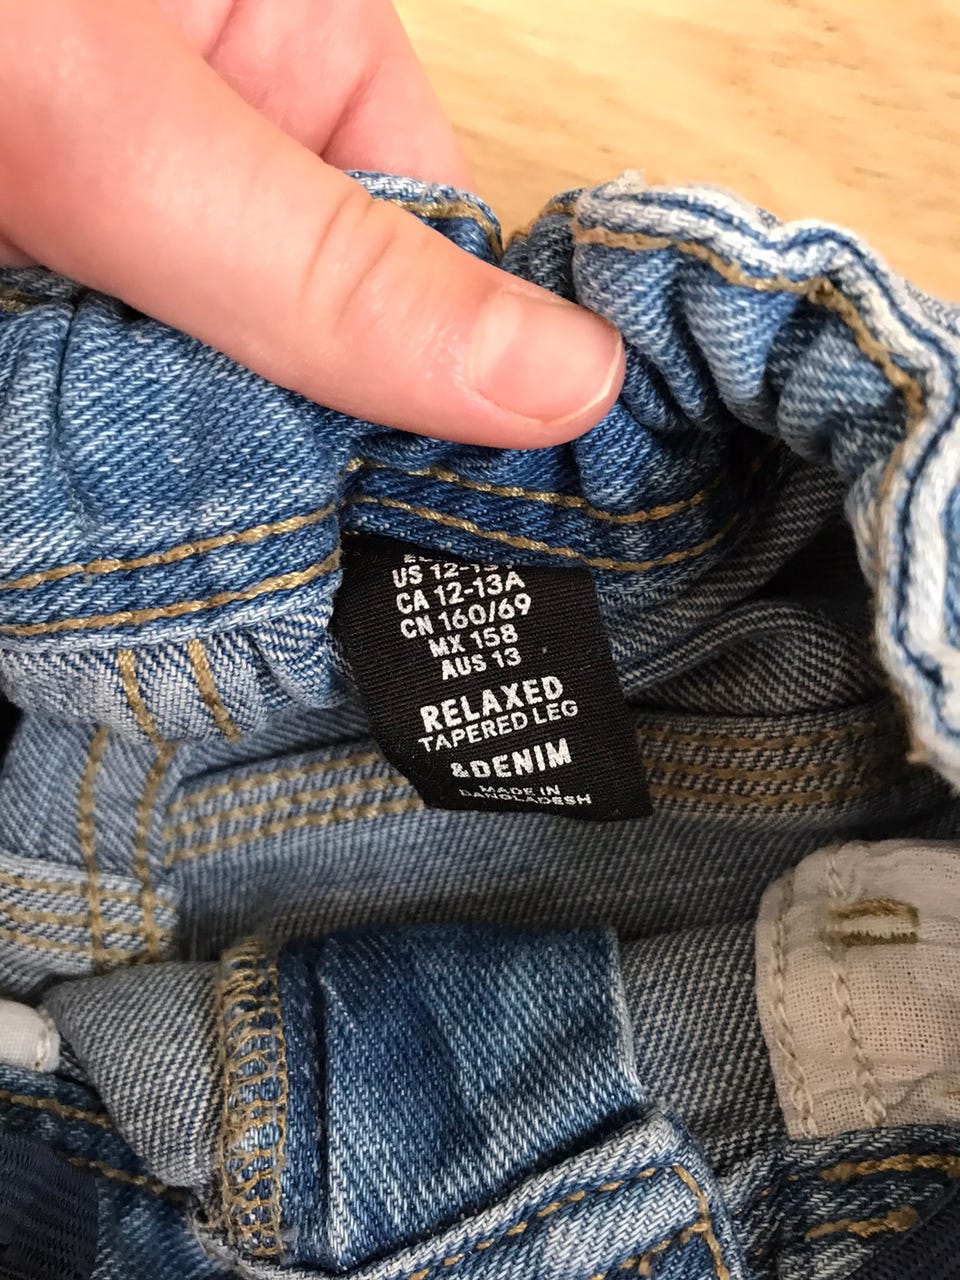 US 12-13Y
CA 12-13A
CN 160/69
MX 158
AUS 13
RELAXED
TAPERED LEG
&DENIM
MADE IN
BANGLADESH